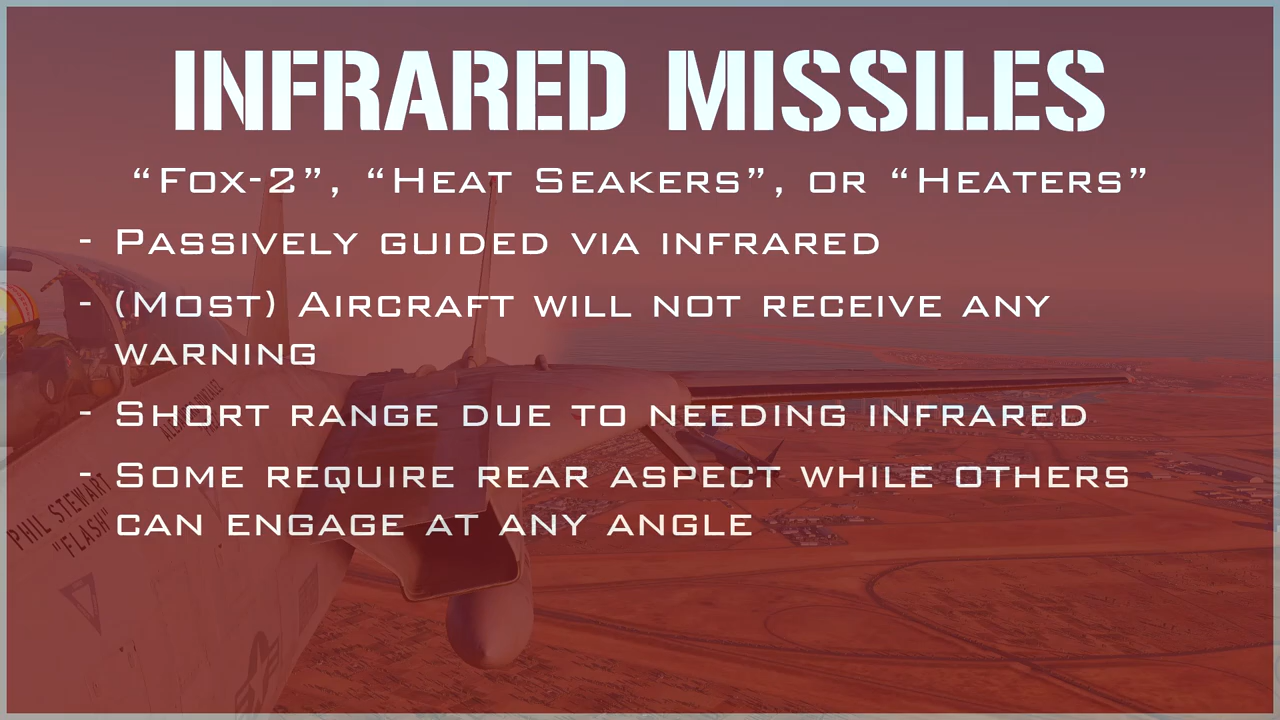 INFRARED MISSILES
“Fox-2”, “Heat Seakers”, or “Heaters”
- Passively guided via infrared
- (Most) Aircraft will not receive any
warning
- Short range due to needing infrared
- Some require rear aspect while others
can engage at any angle
PHIL STEWART
"FLASH"